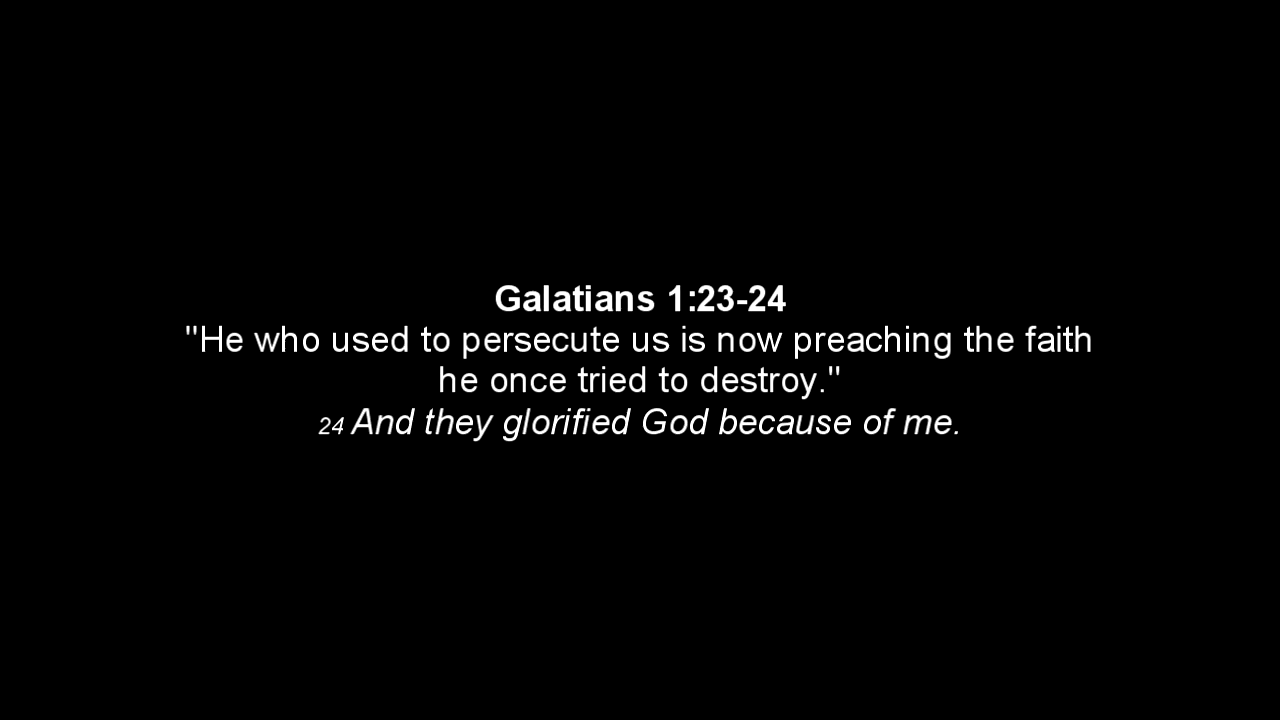 Galatians 1:23-24
"He who used to persecute us is now preaching the faith
he once tried to destroy."
24 And they glorified God because of me.